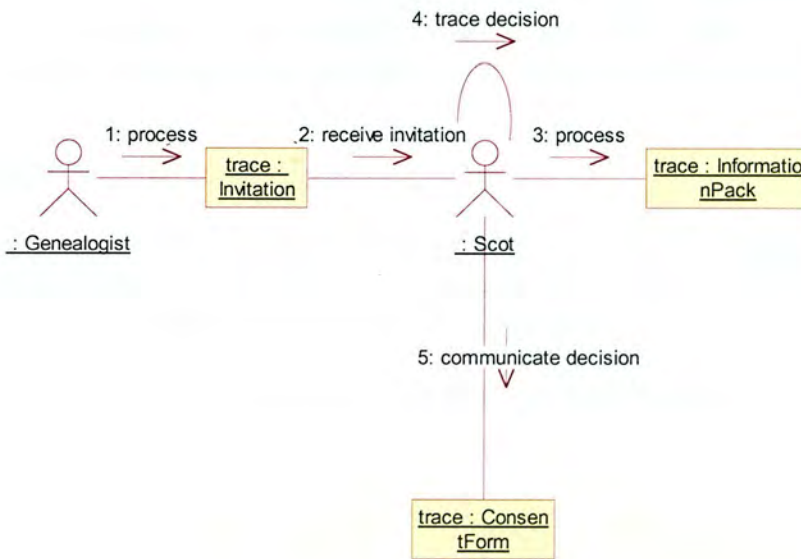 4: trace decision
1: process
2: receive invitation
3: process
trace :
Invitation
trace : Informatio
nPack
: Genealogist
: Scot
5: communicate decision
trace : Consen
tForm